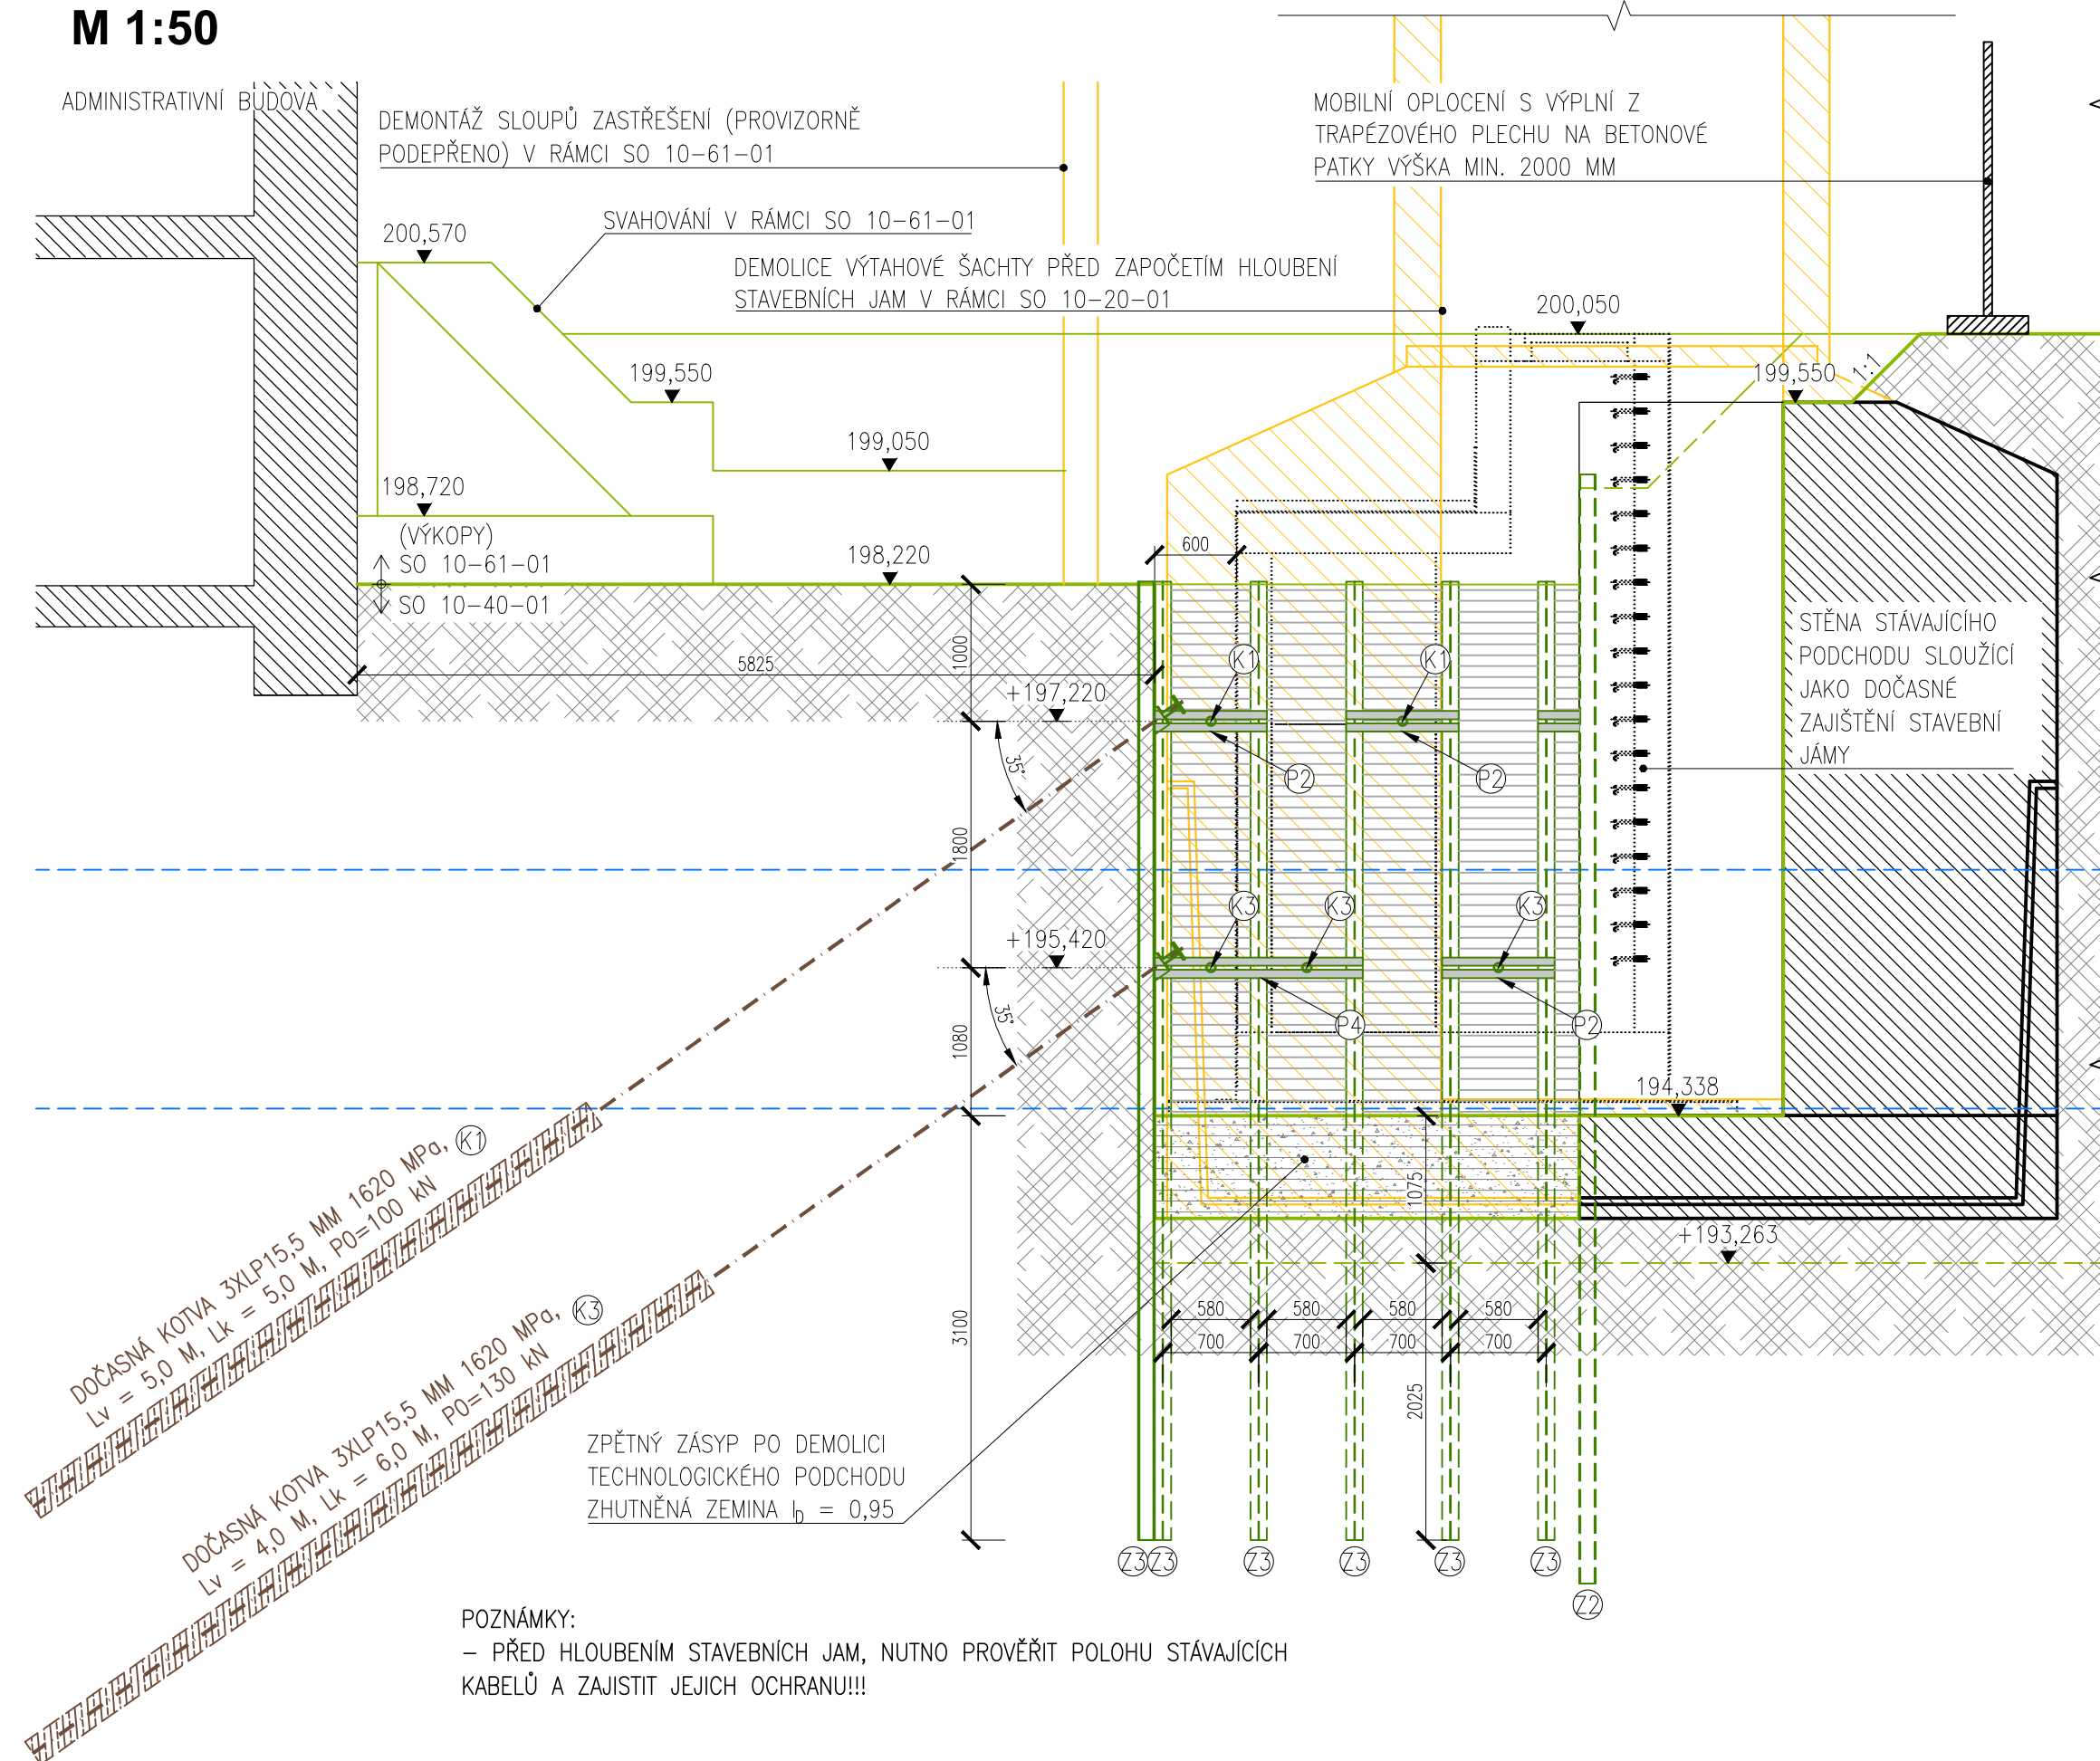 M 1:50
ADMINISTRATIVNÍ BUDOVA
DEMONTÁŽ SLOUPŮ ZASTŘEŠENÍ (PROVIZORNĚ
PODEPŘENO) V RÁMCI SO 10-61-01
MOBILNÍ OPLOCENÍ S VÝPLNÍ Z
TRAPÉZOVÉHO PLECHU NA BETONOVÉ
PATKY VÝŠKA MIN. 2000 MM
SVAHOVÁNÍ V RÁMCI SO 10-61-01
200,570
DEMOLICE VÝTAHOVÉ ŠACHTY PŘED ZAPOČETÍM HLOUBENÍ
STAVEBNÍCH JAM V RÁMCI SO 10-20-01
200,050
199,550
199,550
1:1
199,050
198,720
(VÝKOPY)
SO 10-61-01
SO 10-40-01
198,220
600
STĚNA STÁVAJÍCÍHO
PODCHODU SLOUŽÍCÍ
JAKO DOČASNÉ
ZAJIŠTĚNÍ STAVEBNÍ
JÁMY
1000
5825
K1
K1
+197,220
35°
P2
P2
1800
K3
K3
K3
+195,420
35°
1080
P4
P2
194,338
1075
+193,263
DOČASNÁ KOTVA 3XLP15,5 MM 1620 MPa, K1
Lv = 5,0 M, Lk = 5,0 M, P0=100 kN
DOČASNÁ KOTVA 3XLP15,5 MM 1620 MPa, K3
Lv = 4,0 M, Lk = 6,0 M, P0=130 kN
3100
580
580
580
580
700
700
700
700
2025
ZPĚTNÝ ZÁSYP PO DEMOLICI
TECHNOLOGICKÉHO PODCHODU
ZHUTNĚNÁ ZEMINA ID = 0,95
Z3
Z3
Z3
Z3
Z3
Z3
Z2
POZNÁMKY:
– PŘED HLOUBENÍM STAVEBNÍCH JAM, NUTNO PROVĚŘIT POLOHU STÁVAJÍCÍCH
KABELŮ A ZAJISTIT JEJICH OCHRANU!!!